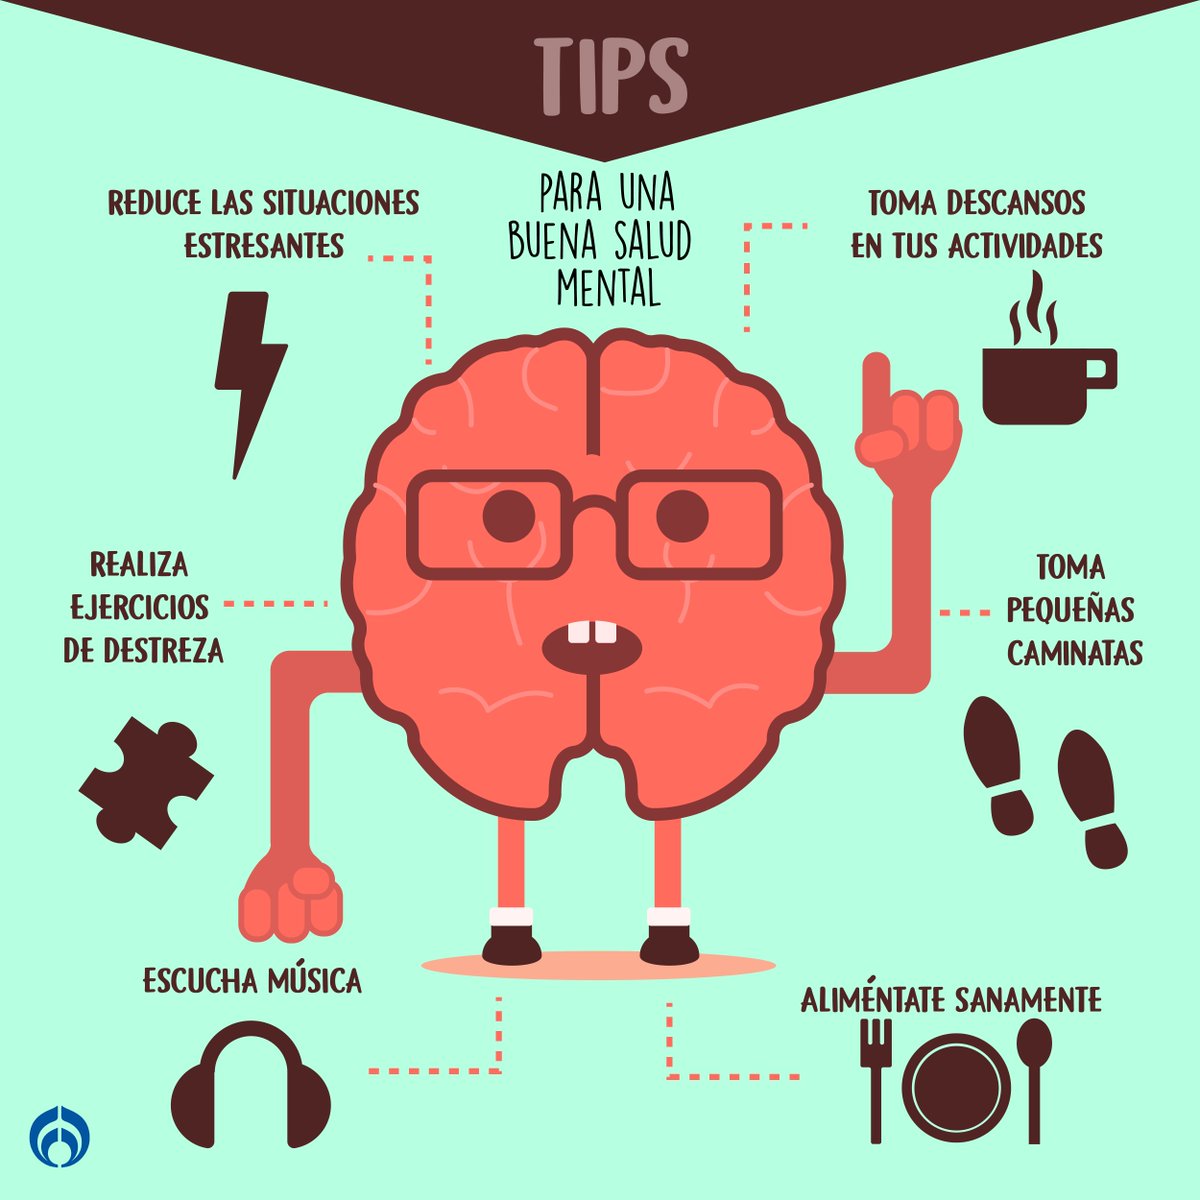 TIPS
PARA UNA
BUENA SALUD
MENTAL
REDUCE LAS SITUACIONES
ESTRESANTES
TOMA DESCANSOS
EN TUS ACTIVIDADES
REALIZA
EJERCICIOS
DE DESTREZA
TOMA
PEQUEÑAS
CAMINATAS
ESCUCHA MÚSICA
ALIMÉNTATE SANAMENTE